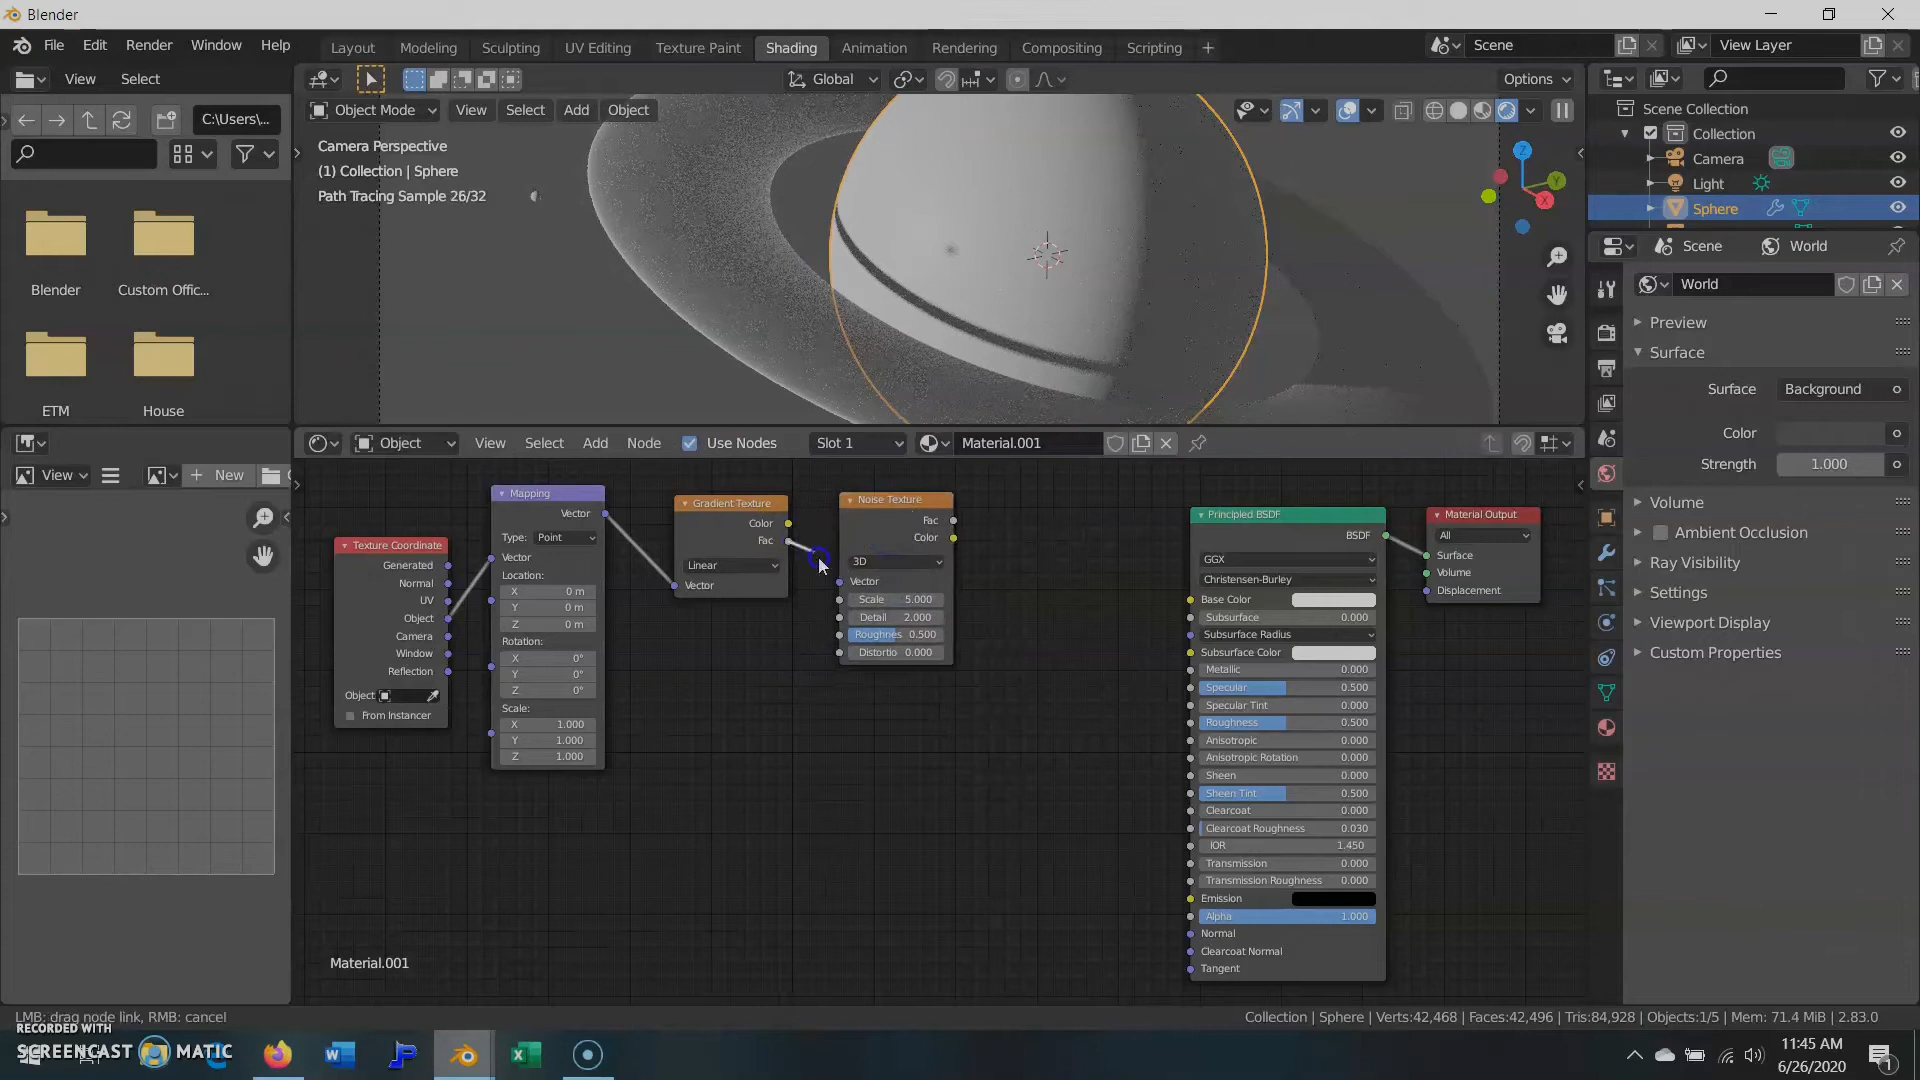 Blender
File Edit Render Window Help
Layout Modeling Sculpting UV Editing Texture Paint Shading Animation Rendering Compositing Scripting +
Scene
View Layer
View Select
Global
Options
C:\Users\...
Object Mode View Select Add Object
Camera Perspective
(1) Collection | Sphere
Path Tracing Sample 26/32
Z
Y
X
Scene Collection
Collection
Camera
Light
Sphere
Scene
World
World
Preview
Surface
Surface Background
Color
Strength 1.000
Volume
Ambient Occlusion
Ray Visibility
Settings
Viewport Display
Custom Properties
Blender
Custom Offic...
ETM
House
View
+ New
Object View Select Add Node Use Nodes Slot 1 Material.001
Texture Coordinate
Generated
Normal
UV
Object
Camera
Window
Reflection
Object
From Instancer
Mapping
Vector
Type: Point
Vector
Location:
X 0 m
Y 0 m
Z 0 m
Rotation:
X 0°
Y 0°
Z 0°
Scale:
X 1.000
Y 1.000
Z 1.000
Gradient Texture
Color
Fac
Linear
Vector
Noise Texture
Fac
Color
3D
Vector
Scale 5.000
Detail 2.000
Roughnes 0.500
Distortio 0.000
Principled BSDF
BSDF
GGX
Christensen-Burley
Base Color
Subsurface 0.000
Subsurface Radius
Subsurface Color
Metallic 0.000
Specular 0.500
Specular Tint 0.000
Roughness 0.500
Anisotropic 0.000
Anisotropic Rotation 0.000
Sheen 0.000
Sheen Tint 0.500
Clearcoat 0.000
Clearcoat Roughness 0.030
IOR 1.450
Transmission 0.000
Transmission Roughness 0.000
Emission
Alpha 1.000
Normal
Clearcoat Normal
Tangent
Material Output
All
Surface
Volume
Displacement
Material.001
LMB: drag node link, RMB: cancel
Collection | Sphere | Verts:42,468 | Faces:42,496 | Tris:84,928 | Objects:1/5 | Mem: 71.4 MiB | 2.83.0
RECORDED WITH
SCREENCAST MATIC
11:45 AM
6/26/2020
1